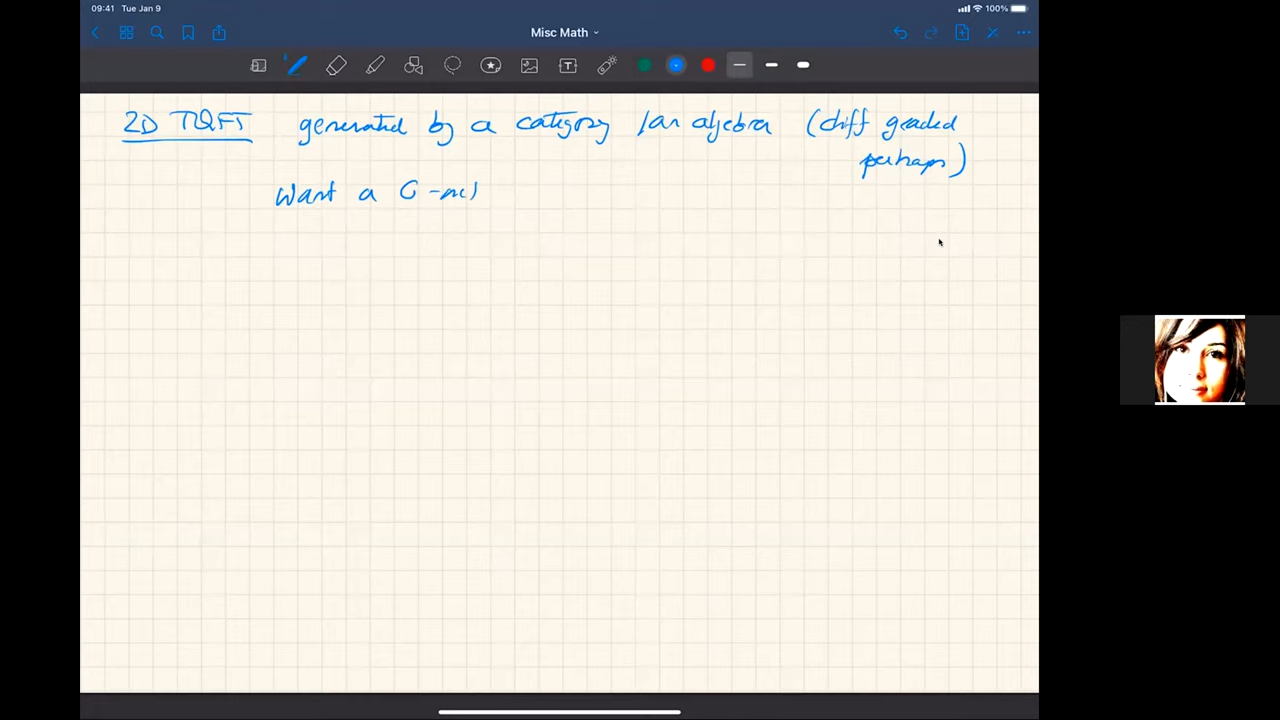 09:41 Tue Jan 9
100%
Misc Math
2D TQFT generated by a category / an algebra (diff graded
perhaps)
Want a G-